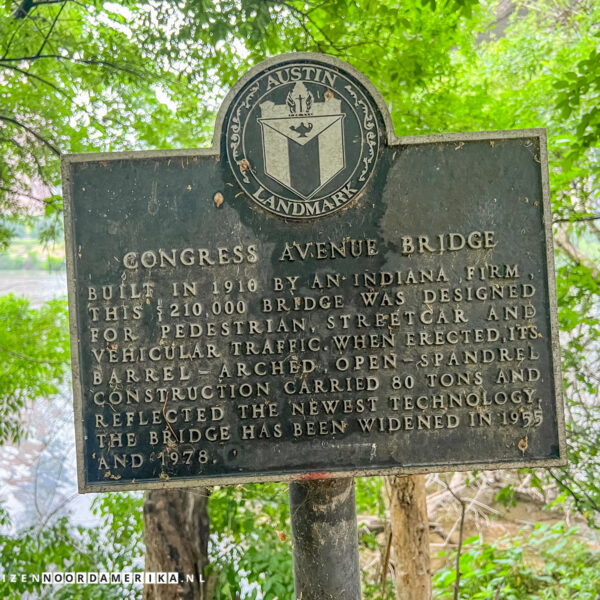 AUSTIN
LANDMARK
CONGRESS AVENUE BRIDGE
BUILT IN 1910 BY AN INDIANA FIRM,
THIS $210,000 BRIDGE WAS DESIGNED
FOR PEDESTRIAN, STREETCAR AND
VEHICULAR TRAFFIC. WHEN ERECTED, ITS
BARREL-ARCHED, OPEN-SPANDREL
CONSTRUCTION CARRIED 80 TONS AND
REFLECTED THE NEWEST TECHNOLOGY.
THE BRIDGE HAS BEEN WIDENED IN 1955
AND 1978.
IZENNOORDAMERIKA.NL